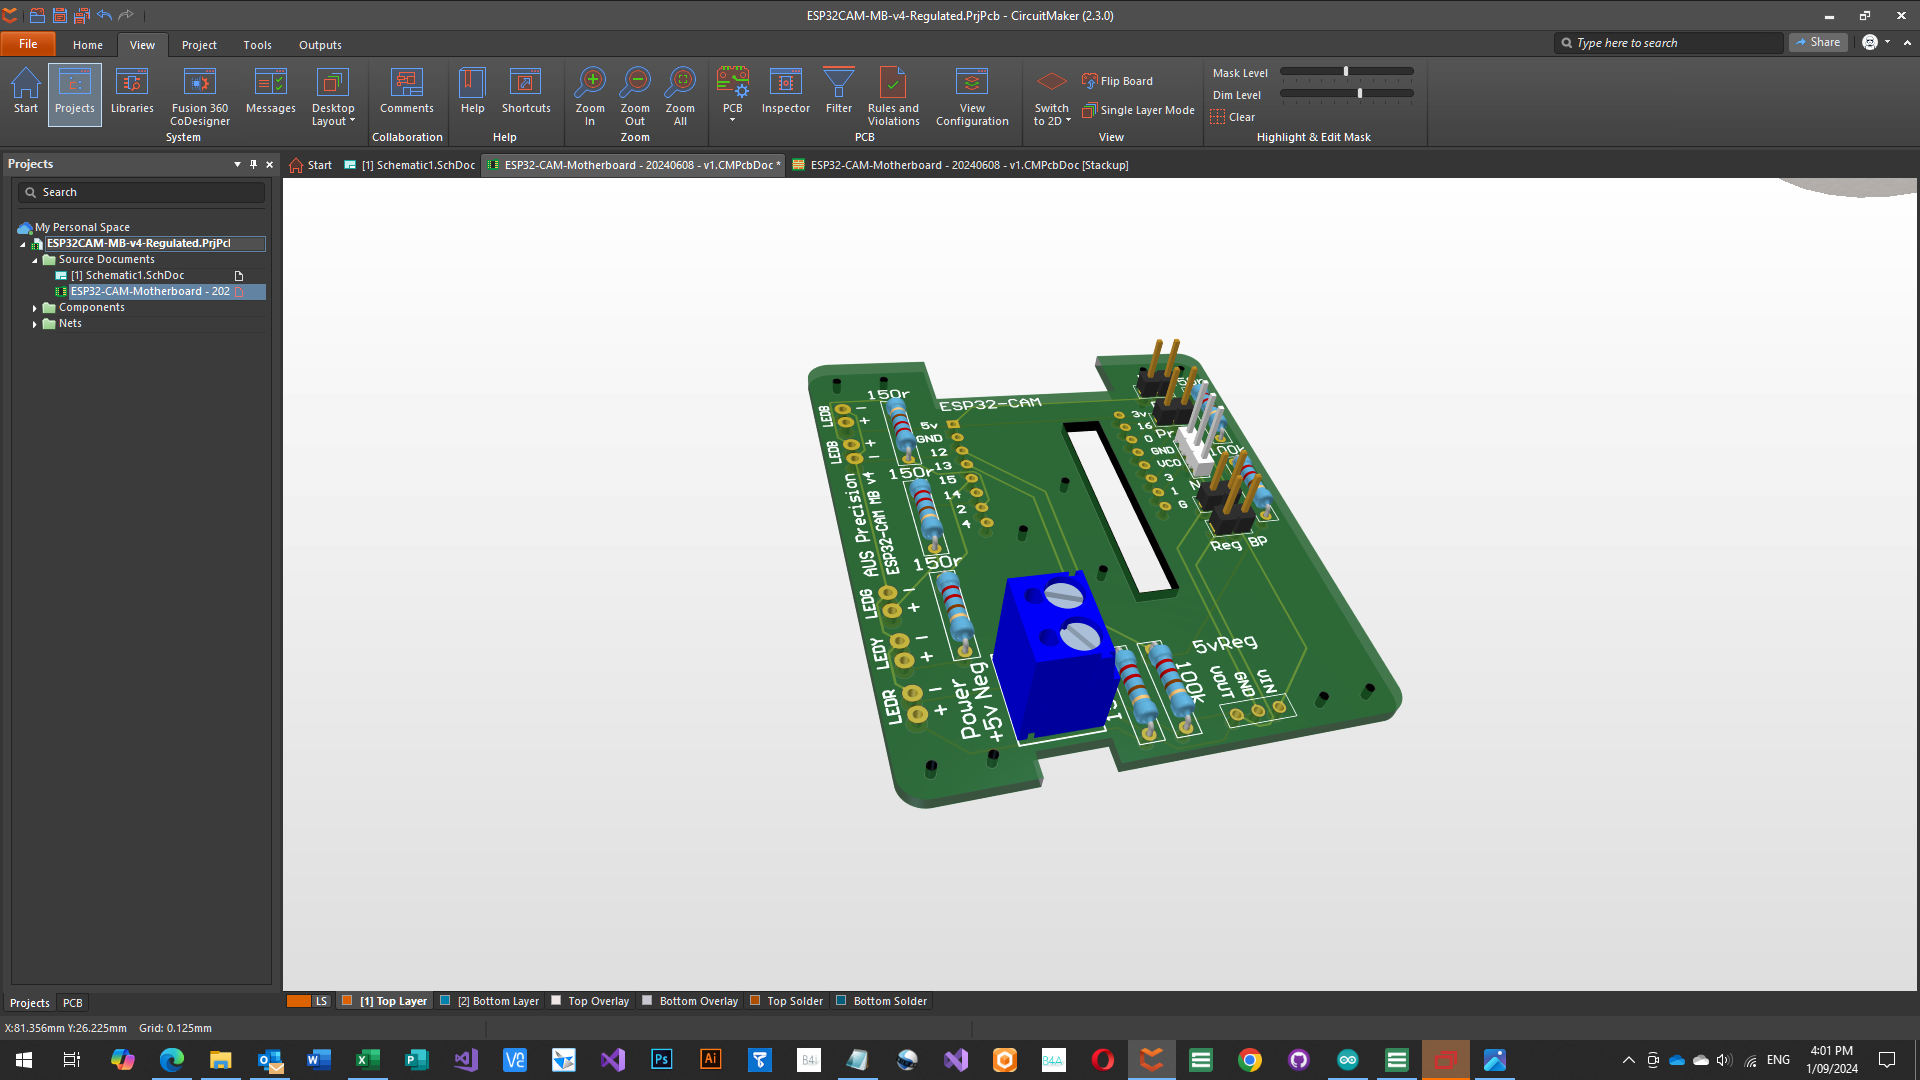 ESP32CAM-MB-v4-Regulated.PrjPcb - CircuitMaker (2.3.0)
File
Home
View
Project
Tools
Outputs
Type here to search
Share
Start
Projects
Libraries
Fusion 360
CoDesigner
Messages
Desktop
Layout
System
Comments
Collaboration
Help
Shortcuts
Help
Zoom
In
Zoom
Out
Zoom
All
Zoom
PCB
Inspector
Filter
Rules and
Violations
View
Configuration
PCB
Switch
to 2D
Flip Board
Single Layer Mode
View
Mask Level
Dim Level
Clear
Highlight & Edit Mask
Projects
Start
[1] Schematic1.SchDoc
ESP32-CAM-Motherboard - 20240608 - v1.CMPcbDoc *
ESP32-CAM-Motherboard - 20240608 - v1.CMPcbDoc [Stackup]
Search
My Personal Space
ESP32CAM-MB-v4-Regulated.PrjPcl
Source Documents
[1] Schematic1.SchDoc
ESP32-CAM-Motherboard - 202
Components
Nets
LEDB
- 
+
LEDB
+
-
150r
150r
150r
ESP32-CAM
5v
GND
12
13
15
14
2
4
3v
16
0
GND
VCO
3
1
G
Pr
100k
N
Reg BP
AUS Precision
ESP32-CAM MB v4
LEDG
-
+
LEDY
-
+
LEDR
-
+
Power
+5v Neg
100k
5vReg
VOUT
GND
VIN
LS
[1] Top Layer
[2] Bottom Layer
Top Overlay
Bottom Overlay
Top Solder
Bottom Solder
Projects
PCB
X:81.356mm Y:26.225mm
Grid: 0.125mm
Ps
Ai
B4i
B4A
ENG
4:01 PM
1/09/2024